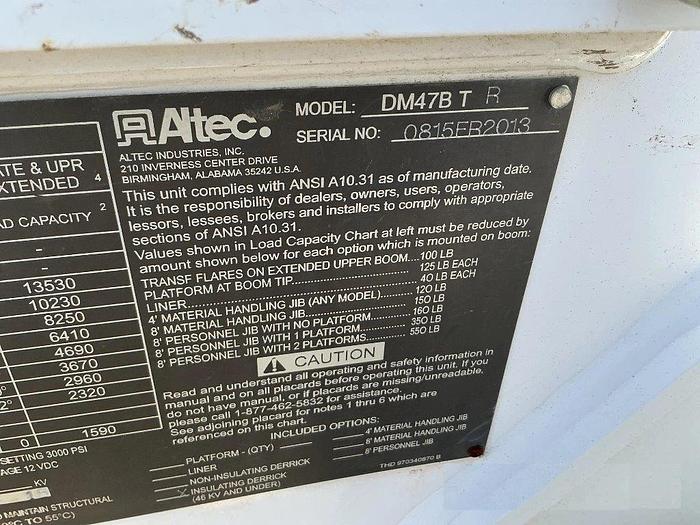 Altec.
MODEL: DM47B T R
SERIAL NO: 0815FB2013
ALTEC INDUSTRIES, INC.
210 INVERNESS CENTER DRIVE
BIRMINGHAM, ALABAMA 35242 U.S.A.
This unit complies with ANSI A10.31 as of manufacturing date.
It is the responsibility of dealers, owners, users, operators,
lessors, lessees, brokers and installers to comply with appropriate
sections of ANSI A10.31.
Values shown in Load Capacity Chart at left must be reduced by
amount shown below for each option which is mounted on boom:
TRANSF FLARES ON EXTENDED UPPER BOOM....100 LB
PLATFORM AT BOOM TIP........125 LB EACH
LINER........40 LB EACH
4' MATERIAL HANDLING JIB (ANY MODEL)........120 LB
8' MATERIAL HANDLING JIB........150 LB
8' PERSONNEL JIB WITH NO PLATFORM........160 LB
8' PERSONNEL JIB WITH 1 PLATFORM........350 LB
8' PERSONNEL JIB WITH 2 PLATFORMS........550 LB
CAUTION
Read and understand all operating and safety information in
manual and on all placards before operating this unit. If you
do not have manual, or if placards are missing/unreadable,
please call 1-877-462-5832 for assistance.
See adjoining placard for notes 1 thru 6 which are
referenced on this chart.
INCLUDED OPTIONS:
PLATFORM - (QTY)
LINER
NON-INSULATING DERRICK
INSULATING DERRICK
(46 KV AND UNDER)
4' MATERIAL HANDLING JIB
8' MATERIAL HANDLING JIB
8' PERSONNEL JIB
THD 970340870 B
ATE & UPR
EXTENDED 4
AD CAPACITY 2
-
-
13530
10230
8250
6410
4690
3670
2960
2° 2320
0 1590
SETTING 3000 PSI
AGE 12 VDC
KV
O MAINTAIN STRUCTURAL
TO 55°C)